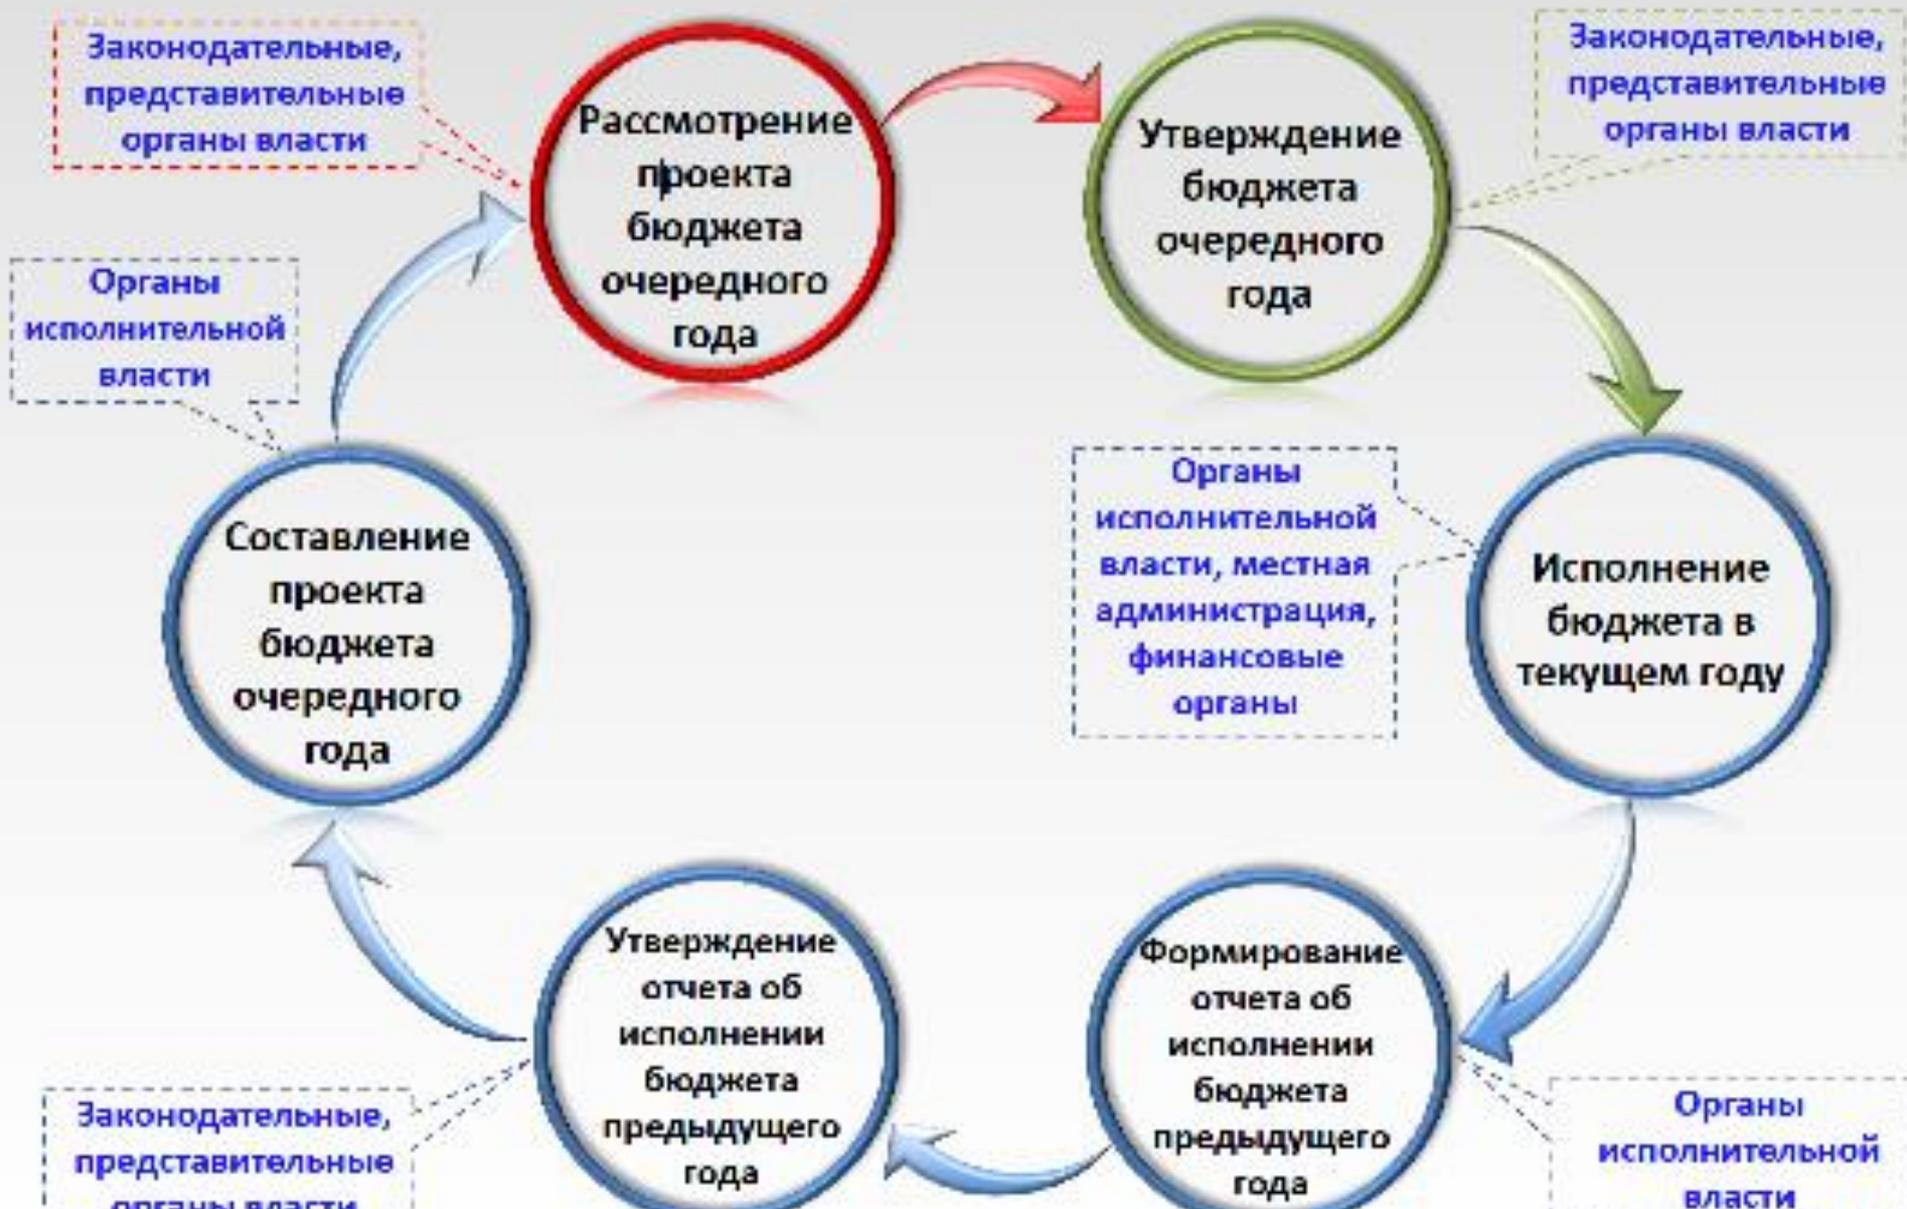 Законодательные,
представительные
органы власти
Рассмотрение
проекта
бюджета
очередного
года
Утверждение
бюджета
очередного
года
Законодательные,
представительные
органы власти
Органы
исполнительной
власти
Составление
проекта
бюджета
очередного
года
Органы
исполнительной
власти, местная
администрация,
финансовые
органы
Исполнение
бюджета в
текущем году
Законодательные,
представительные
органы власти
Утверждение
отчета об
исполнении
бюджета
предыдущего
года
Формирование
отчета об
исполнении
бюджета
предыдущего
года
Органы
исполнительной
власти